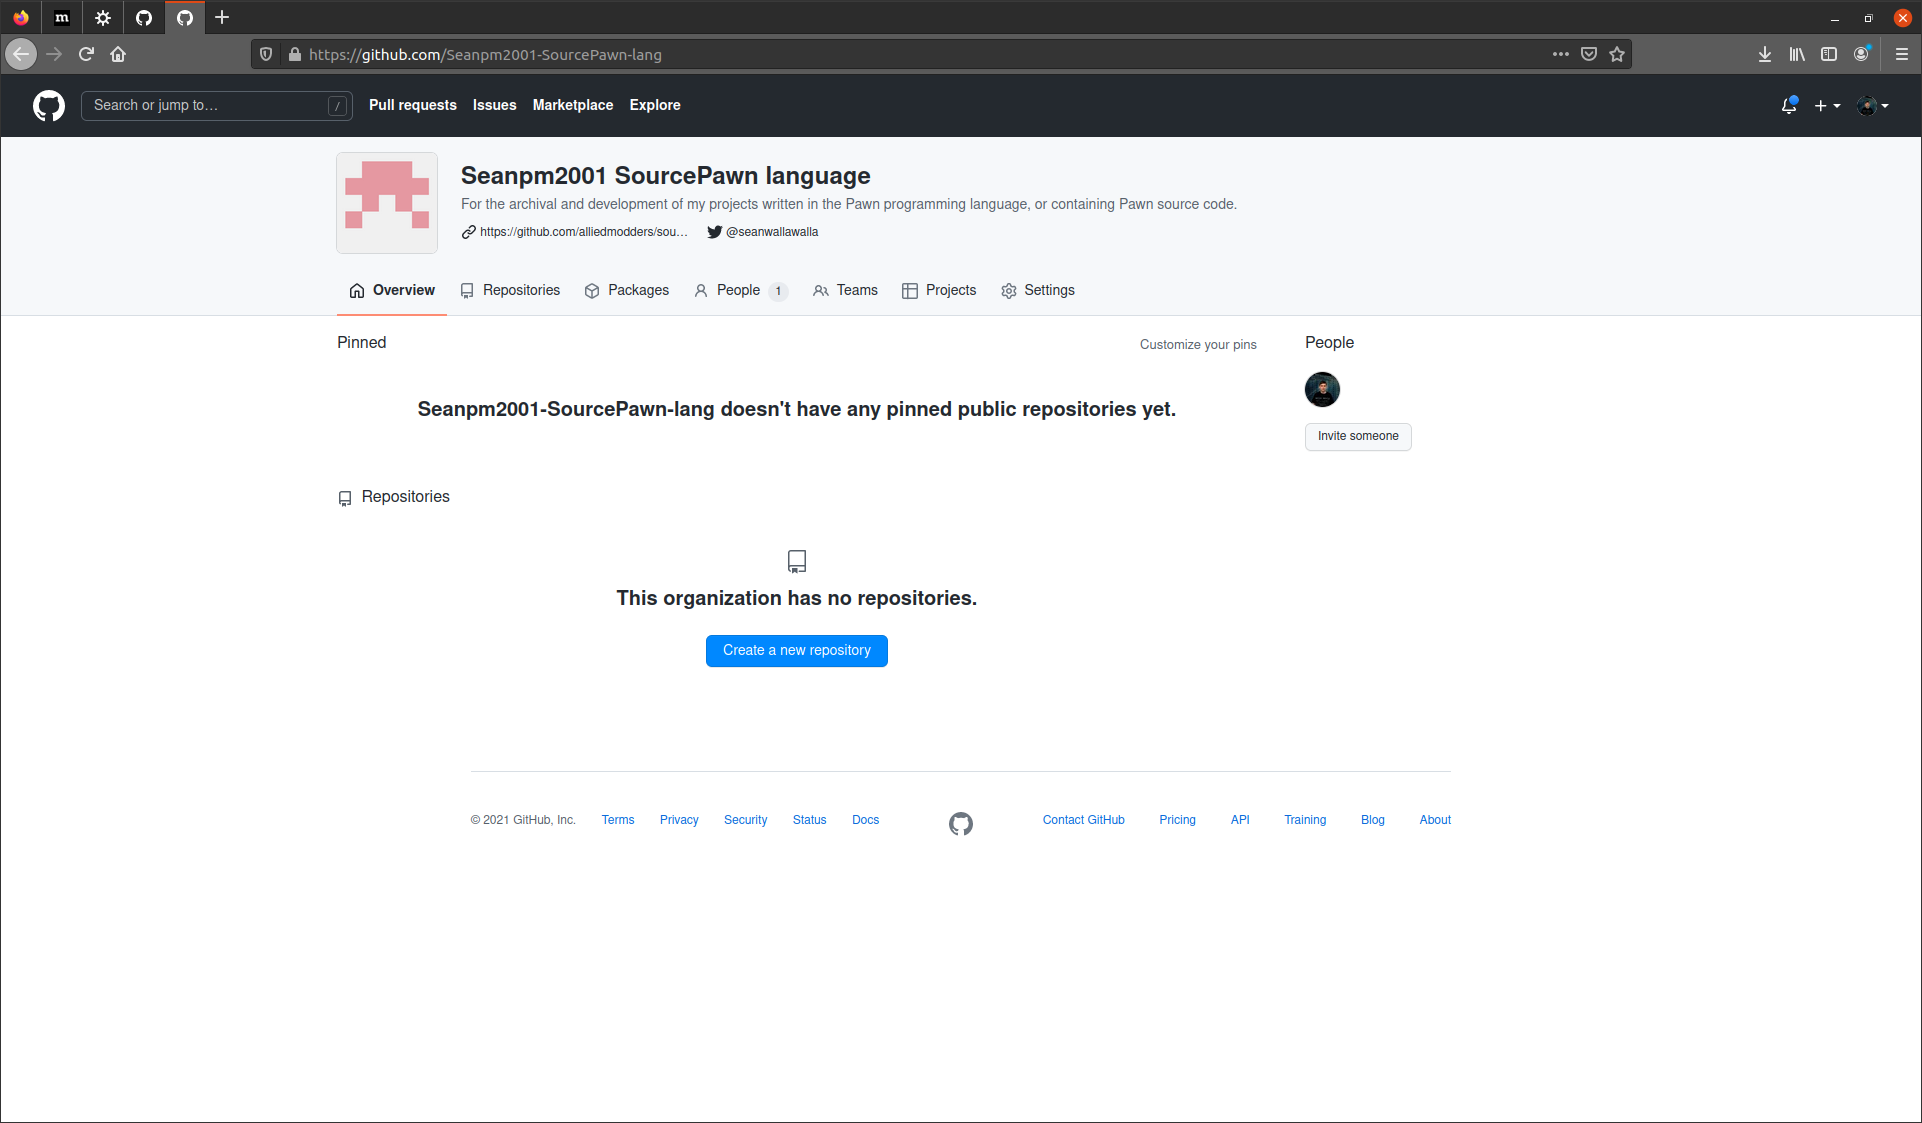 m
https://github.com/Seanpm2001-SourcePawn-lang
Search or jump to… /
Pull requests Issues Marketplace Explore
Seanpm2001 SourcePawn language
For the archival and development of my projects written in the Pawn programming language, or containing Pawn source code.
https://github.com/alliedmodders/sou… @seanwallawalla
Overview Repositories Packages People 1 Teams Projects Settings
Pinned
Customize your pins
People
Seanpm2001-SourcePawn-lang doesn't have any pinned public repositories yet.
Invite someone
Repositories
This organization has no repositories.
Create a new repository
© 2021 GitHub, Inc. Terms Privacy Security Status Docs Contact GitHub Pricing API Training Blog About